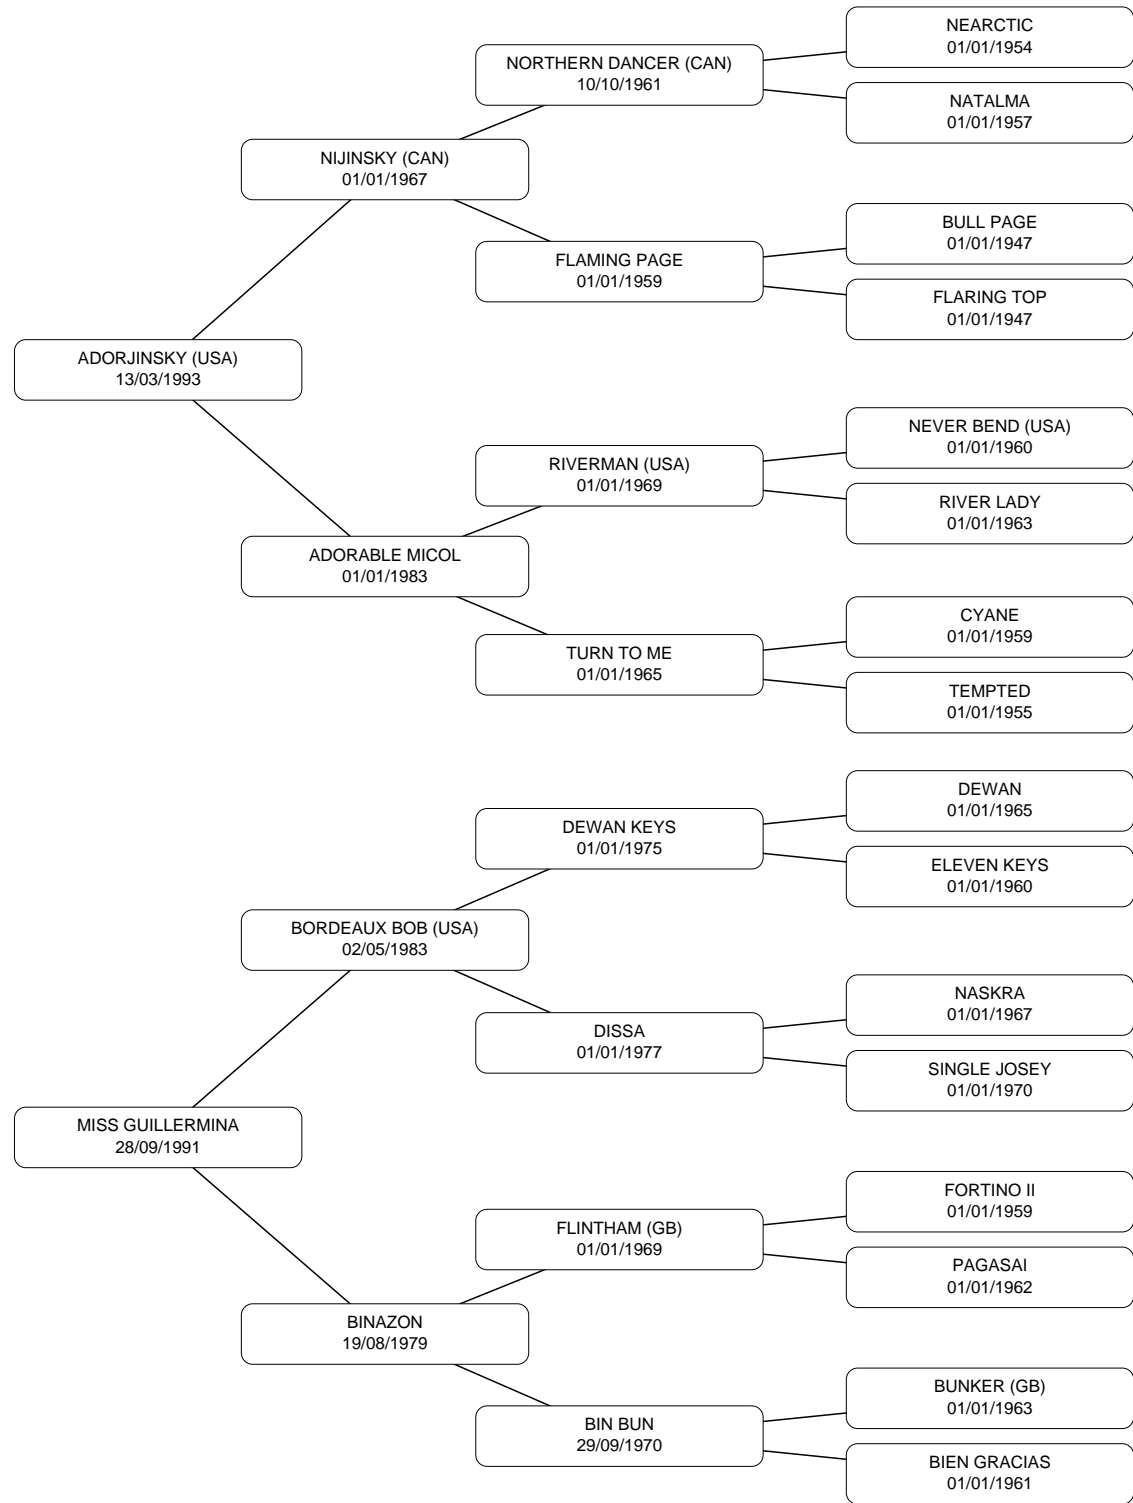 NEARCTIC
01/01/1954
NORTHERN DANCER (CAN)
10/10/1961
NATALMA
01/01/1957
NIJINSKY (CAN)
01/01/1967
BULL PAGE
01/01/1947
FLAMING PAGE
01/01/1959
FLARING TOP
01/01/1947
ADORJINSKY (USA)
13/03/1993
NEVER BEND (USA)
01/01/1960
RIVERMAN (USA)
01/01/1969
RIVER LADY
01/01/1963
ADORABLE MICOL
01/01/1983
CYANE
01/01/1959
TURN TO ME
01/01/1965
TEMPTED
01/01/1955
DEWAN
01/01/1965
DEWAN KEYS
01/01/1975
ELEVEN KEYS
01/01/1960
BORDEAUX BOB (USA)
02/05/1983
NASKRA
01/01/1967
DISSA
01/01/1977
SINGLE JOSEY
01/01/1970
MISS GUILLERMINA
28/09/1991
FORTINO II
01/01/1959
FLINTHAM (GB)
01/01/1969
PAGASAI
01/01/1962
BINAZON
19/08/1979
BUNKER (GB)
01/01/1963
BIN BUN
29/09/1970
BIEN GRACIAS
01/01/1961